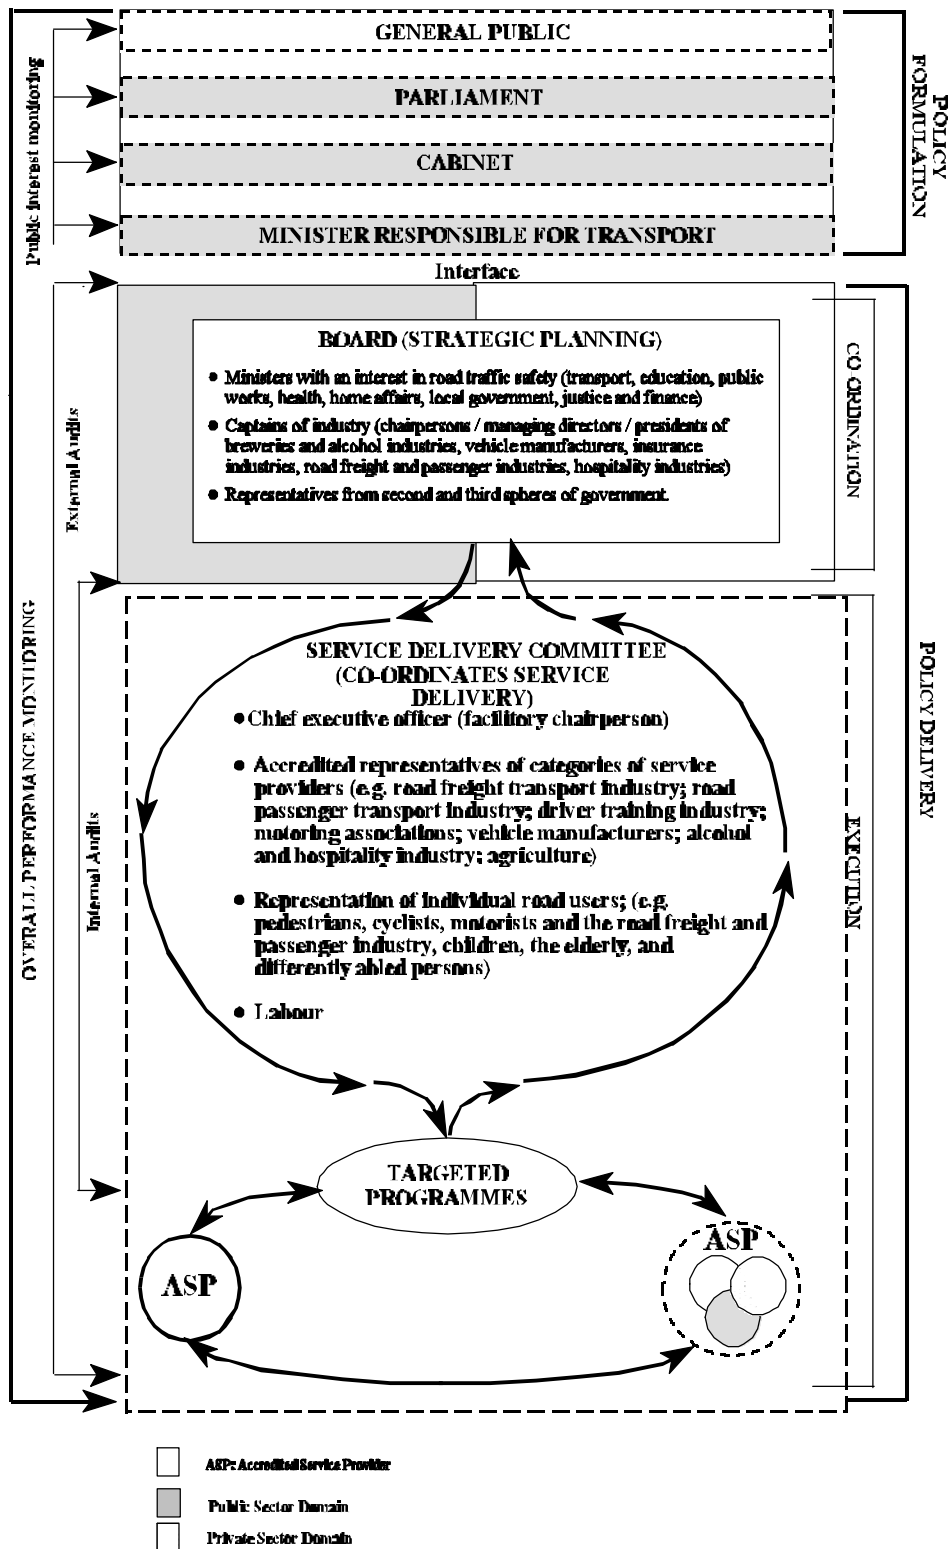 GENERAL PUBLIC
PARLIAMENT
CABINET
MINISTER RESPONSIBLE FOR TRANSPORT
Public interest monitoring
POLICY
FORMULATION
Interface
BOARD (STRATEGIC PLANNING)
• Ministers with an interest in road traffic safety (transport, education, public
works, health, home affairs, local government, justice and finance)
• Captains of industry (chairpersons / managing directors / presidents of
breweries and alcohol industries, vehicle manufacturers, insurance
industries, road freight and passenger industries, hospitality industries)
• Representatives from second and third spheres of government.
CO-ORDINATION
External Audits
OVERALL PERFORMANCE MONITORING
Internal Audits
SERVICE DELIVERY COMMITTEE
(CO-ORDINATES SERVICE
DELIVERY)
• Chief executive officer (facilitory chairperson)
• Accredited representatives of categories of service
providers (e.g. road freight transport industry; road
passenger transport industry; driver training industry;
motoring associations; vehicle manufacturers; alcohol
and hospitality industry; agriculture)
• Representation of individual road users; (e.g.
pedestrians, cyclists, motorists and the road freight and
passenger industry, children, the elderly, and
differently abled persons)
• Labour
EXECUTION
POLICY DELIVERY
TARGETED
PROGRAMMES
ASP
ASP
ASP= Accredited Service Provider
Public Sector Domain
Private Sector Domain